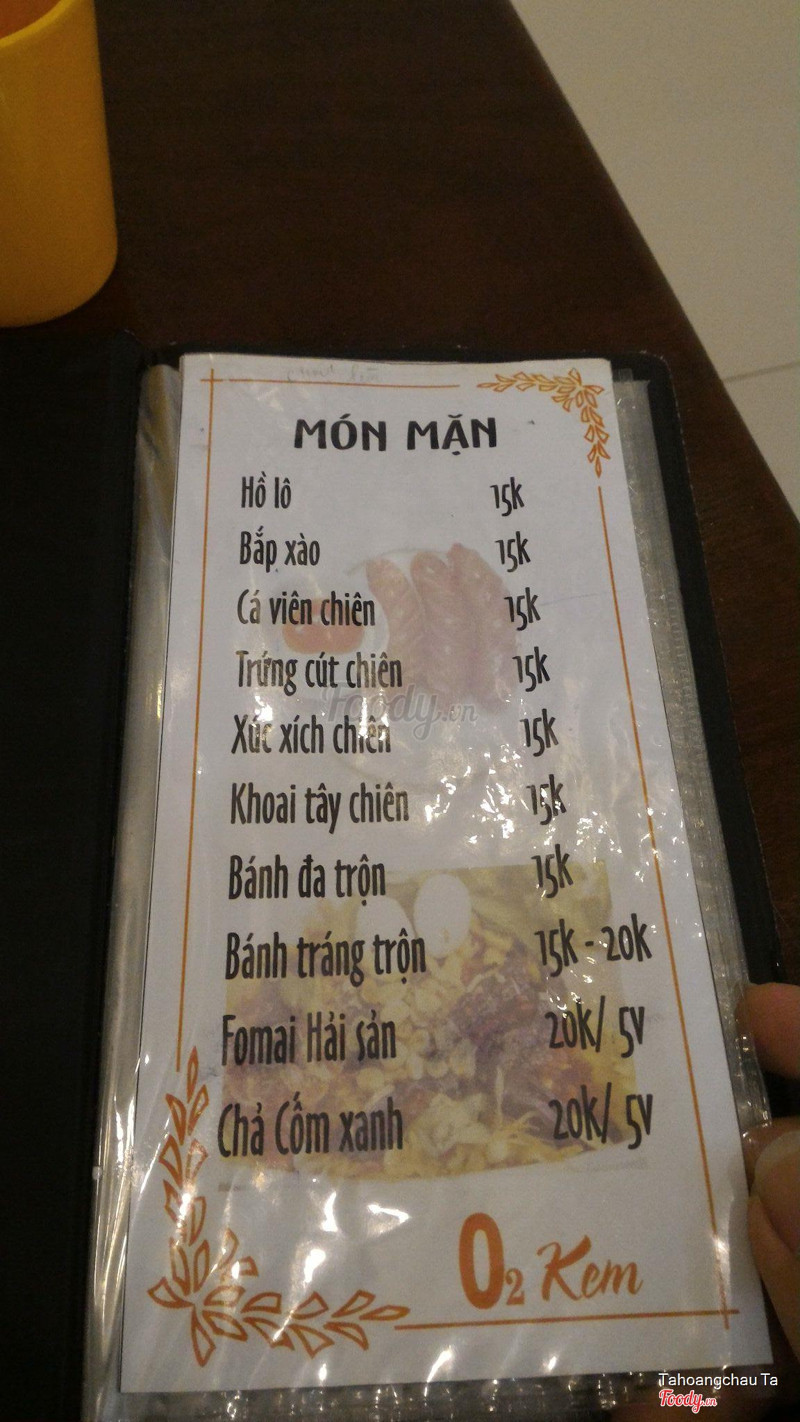 MÓN MẶN
Hồ lô 15k
Bắp xào 15k
Cá viên chiên 15k
Trứng cút chiên 15k
Xúc xích chiên 15k
Khoai tây chiên 15k
Bánh đa trộn 15k
Bánh tráng trộn 15k - 20k
Fomai Hải sản 20k/ 5v
Chả Cốm xanh 20k/ 5v
O2 Kem
Foody.vn
Tahoangchau Ta
Foody.vn